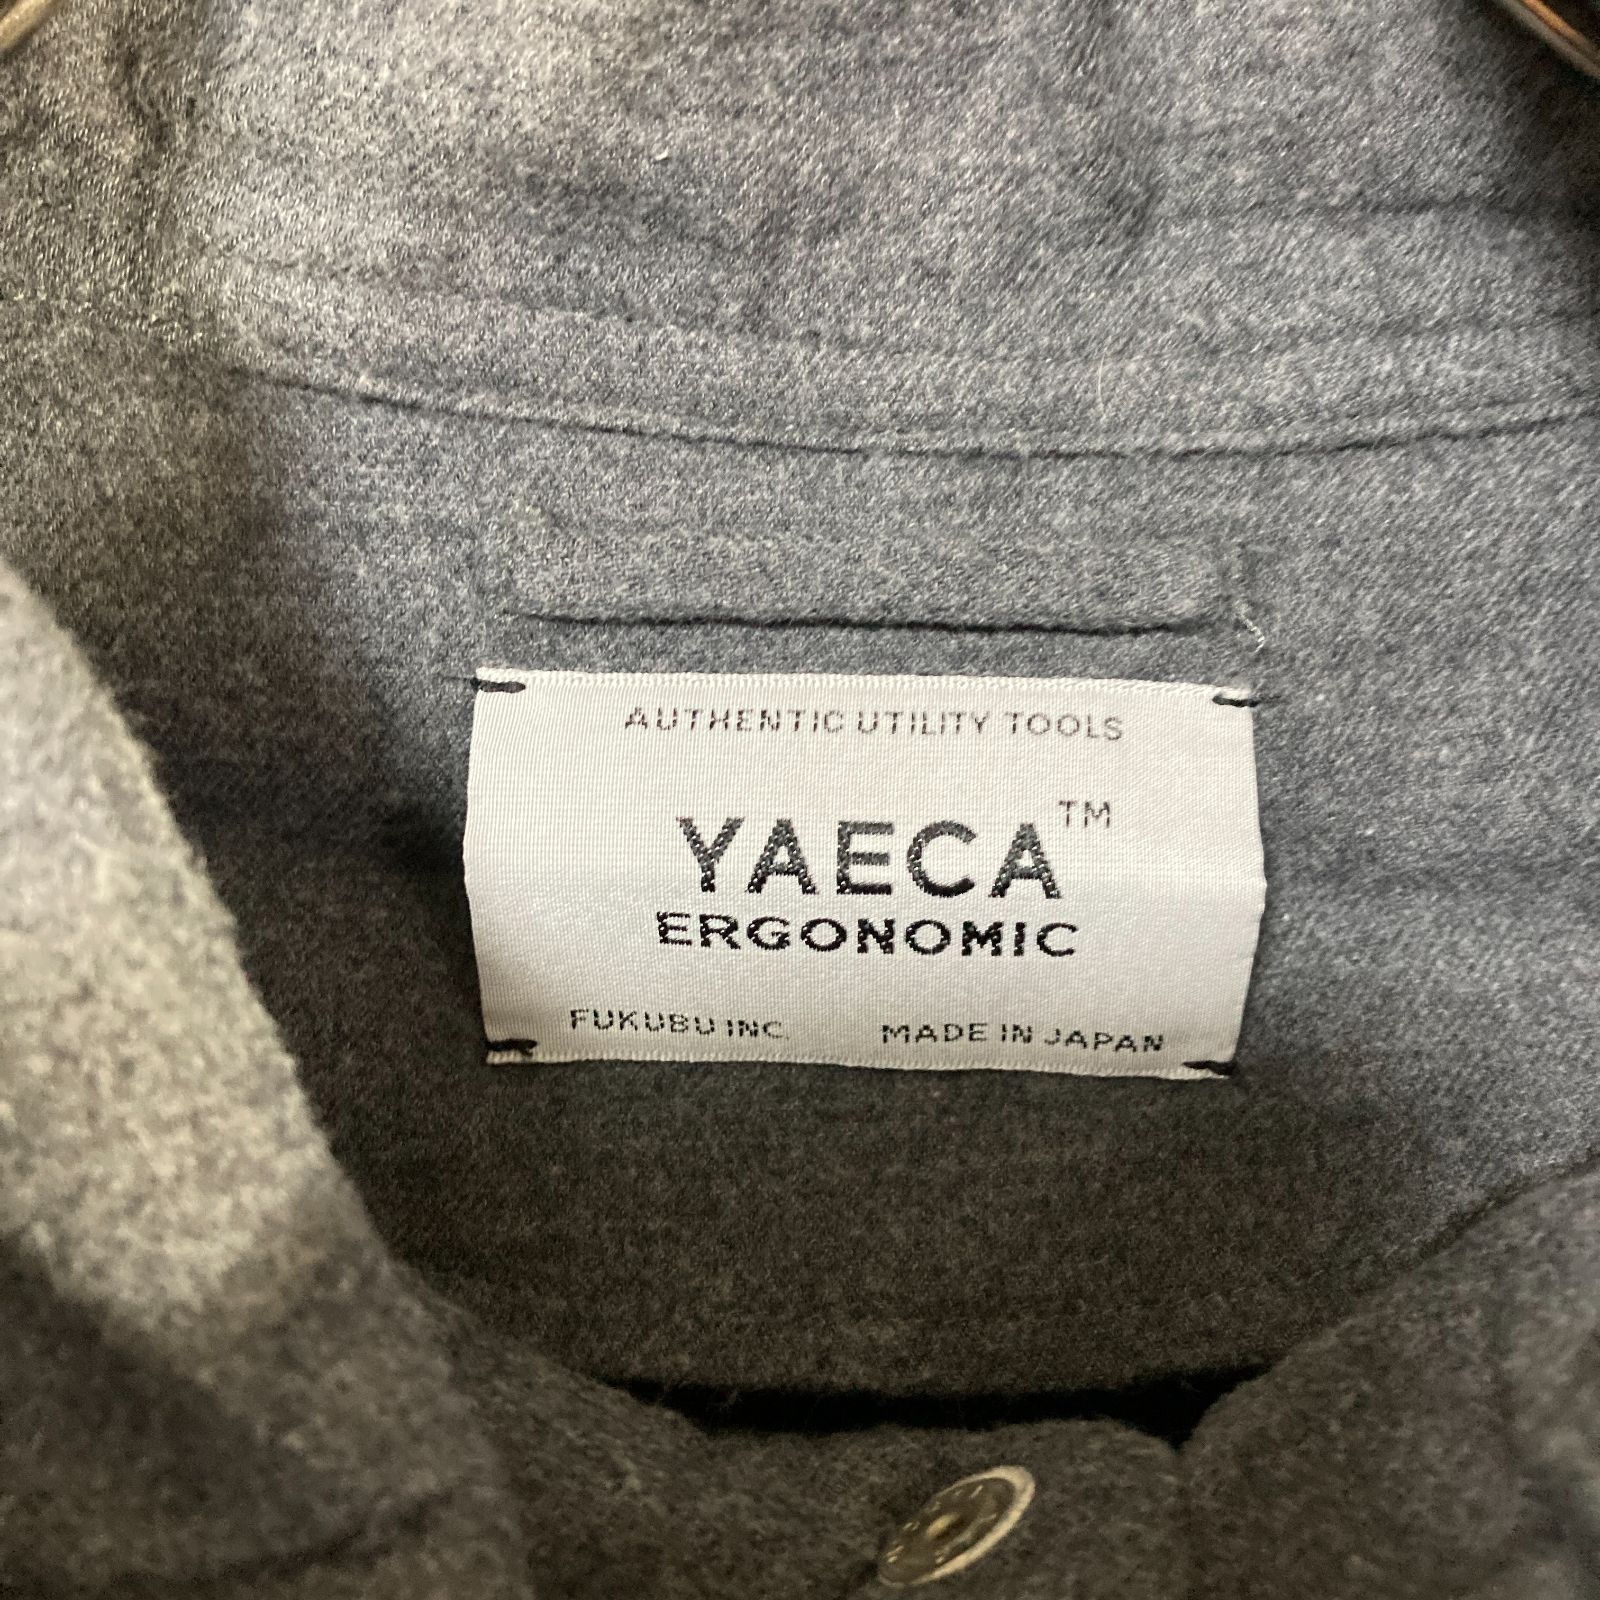 AUTHENTIC UTILITY TOOLS
YAECA™
ERGONOMIC
FUKUBU INC. MADE IN JAPAN